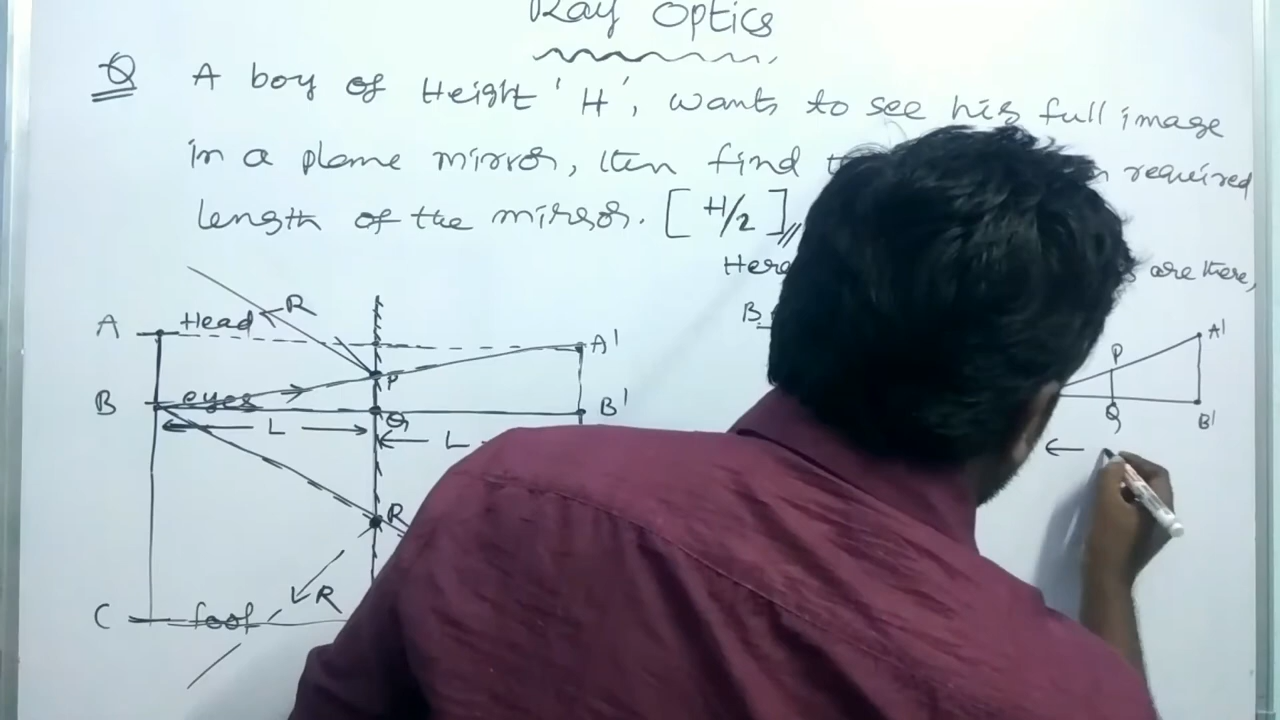 Ray Optics
Q A boy of Height 'H', wants to see his full image
in a plane mirror, then find required
length of the mirror. [H/2]
Here are there,
A Head R A'
B eyes P B'
Q
L L
R
C foot R
B
P A'
Q B'